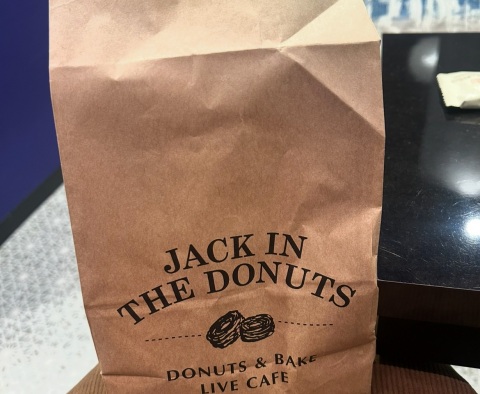 JACK IN
THE DONUTS
DONUTS & BAKE
LIVE CAFE